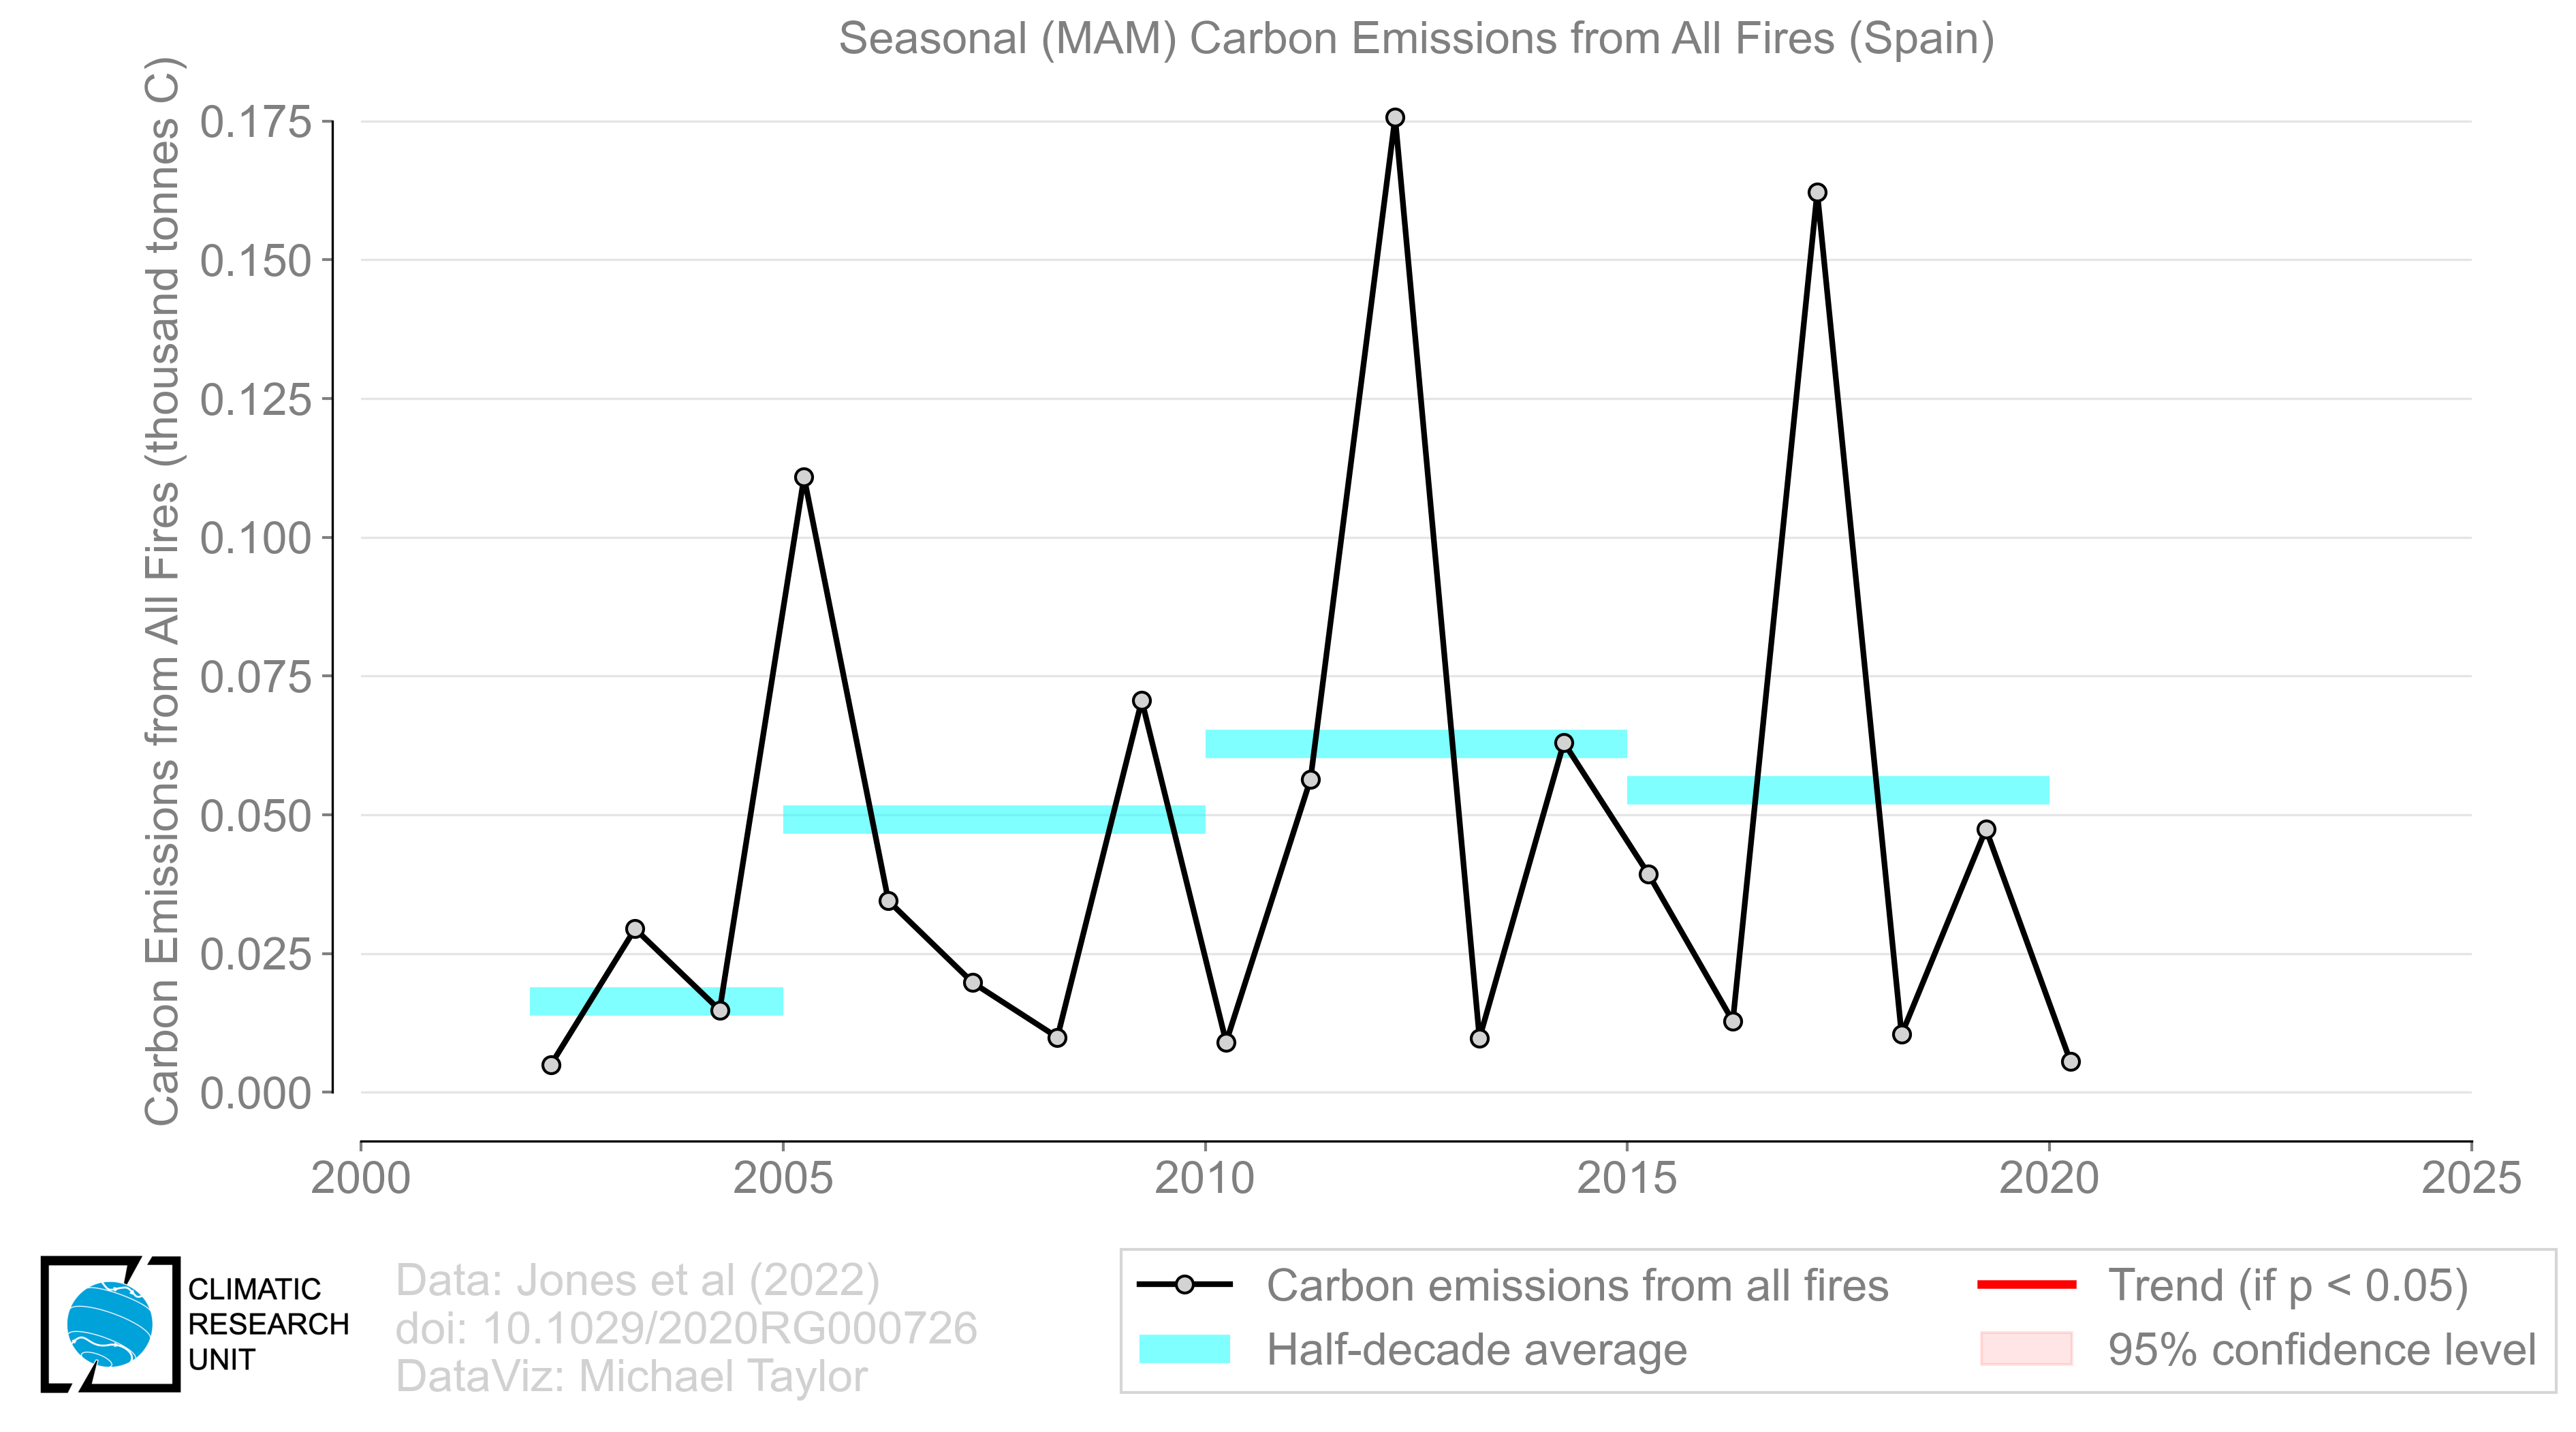 Seasonal (MAM) Carbon Emissions from All Fires (Spain)
Carbon Emissions from All Fires (thousand tonnes C)
0.175
0.150
0.125
0.100
0.075
0.050
0.025
0.000
2000 2005 2010 2015 2020 2025
CLIMATIC
RESEARCH
UNIT
Data: Jones et al (2022)
doi: 10.1029/2020RG000726
DataViz: Michael Taylor
Carbon emissions from all fires
Half-decade average
Trend (if p < 0.05)
95% confidence level